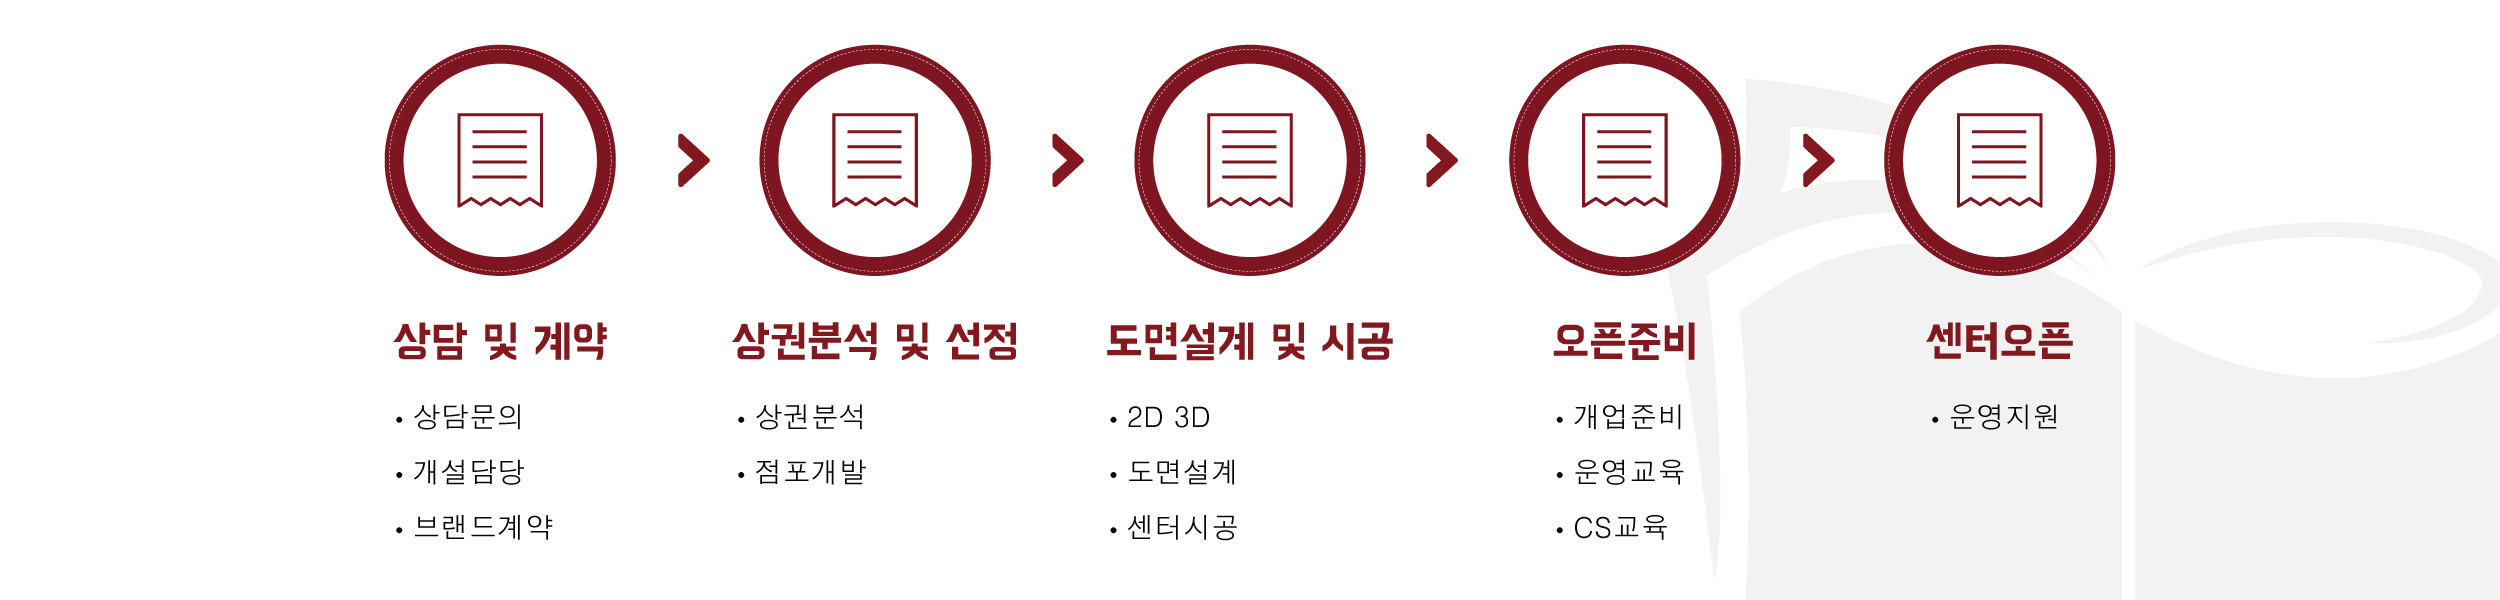 상담 및 계약
• 상담문의
• 개설담당
• 브랜드계약
상권분석 및 선정
• 상권분석
• 점포개발
도면설계 및 시공
• 2D 3D
• 도면설계
• 센터시공
오픈준비
• 개업준비
• 운영교육
• CS교육
센터오픈
• 운영지원